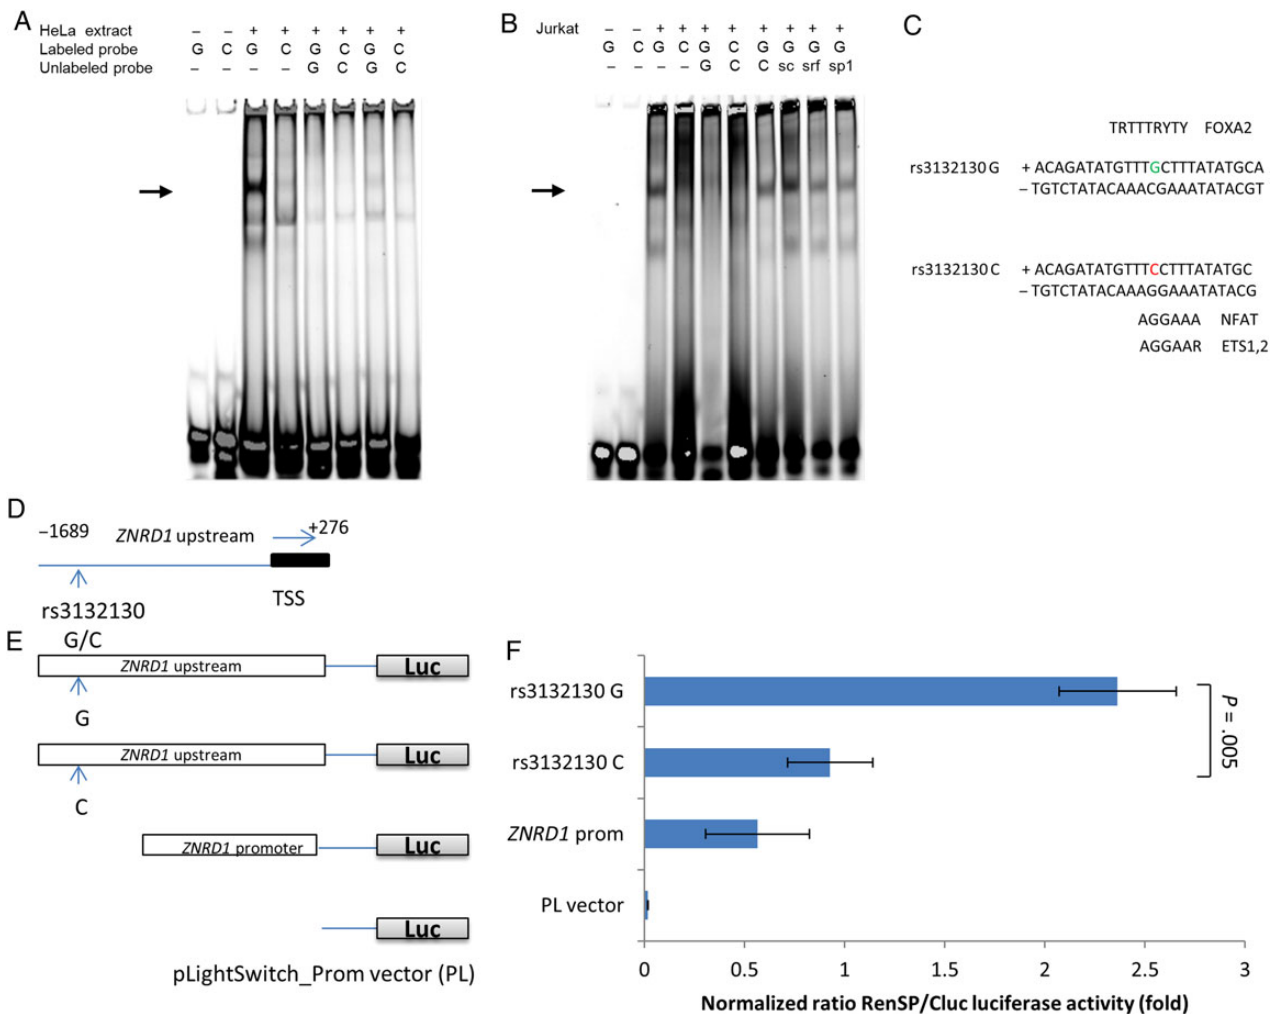 A
HeLa extract – – + + + + + +
Labeled probe G C G C G C G C
Unlabeled probe – – – – G C G C
B
Jurkat – – + + + + + + + +
G C G C G C G G G G
– – – – G C C sc srf sp1
C
TRTTTRYTY FOXA2
rs3132130 G + ACAGATATGTTTGCTTTATATGCA
– TGTCTATACAAACGAAATATACGT
rs3132130 C + ACAGATATGTTTCCTTTATATGC
– TGTCTATACAAAGGAAATATACG
AGGAAA NFAT
AGGAAR ETS1,2
D
–1689 ZNRD1 upstream +276
rs3132130 TSS
G/C
E
ZNRD1 upstream Luc
G
ZNRD1 upstream Luc
C
ZNRD1 promoter Luc
Luc
pLightSwitch_Prom vector (PL)
F
rs3132130 G
rs3132130 C
ZNRD1 prom
PL vector
P = .005
0 0.5 1 1.5 2 2.5 3
Normalized ratio RenSP/Cluc luciferase activity (fold)